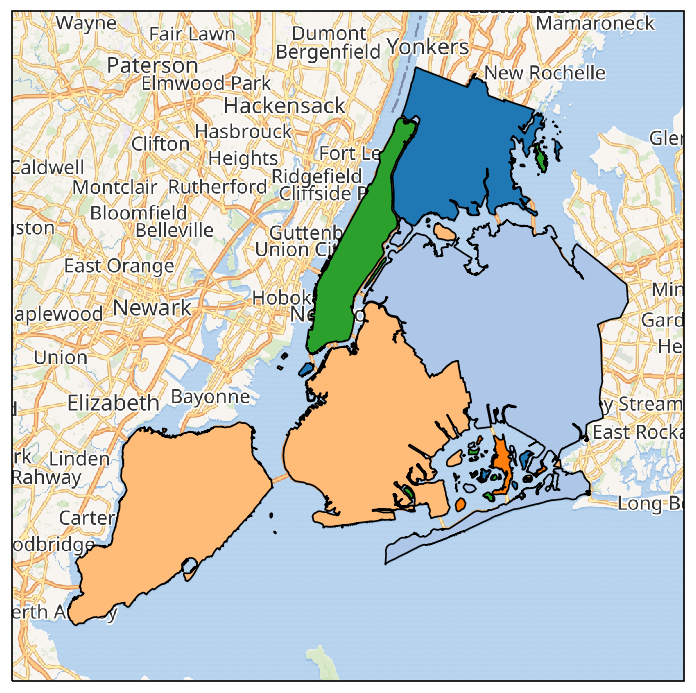 Wayne
Fair Lawn
Dumont
Mamaroneck
Bergenfield
Yonkers
Paterson
New Rochelle
Elmwood Park
Hackensack
Hasbrouck
Heights
Clifton
Fort Le
Glen
Caldwell
Ridgefield
Montclair
Rutherford
Cliffside P
Bloomfield
Belleville
Guttenb
Union Ci
East Orange
Min
Newark
Hobok
aplewood
Gard
He
Union
Elizabeth
Bayonne
y Stream
East Rocka
rk
Linden
Rahway
Carter
Long Be
odbridge
erth A
y